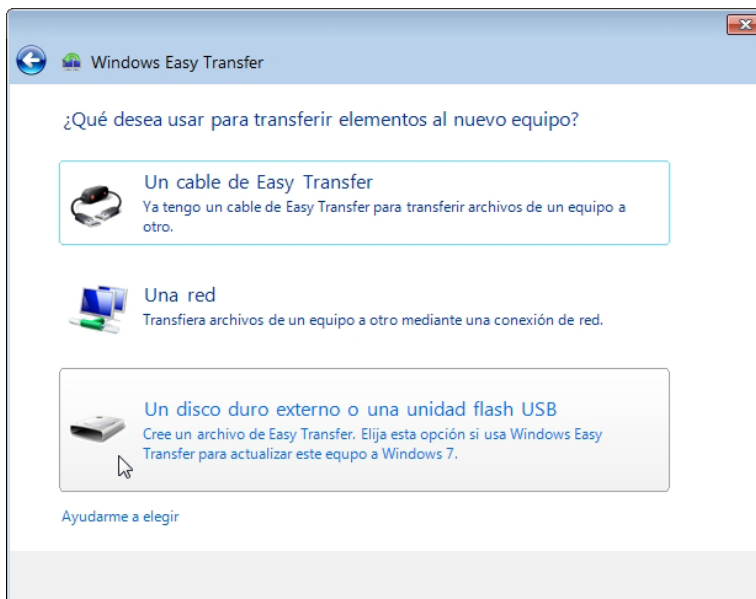 Windows Easy Transfer
¿Qué desea usar para transferir elementos al nuevo equipo?
Un cable de Easy Transfer
Ya tengo un cable de Easy Transfer para transferir archivos de un equipo a
otro.
Una red
Transfiera archivos de un equipo a otro mediante una conexión de red.
Un disco duro externo o una unidad flash USB
Cree un archivo de Easy Transfer. Elija esta opción si usa Windows Easy
Transfer para actualizar este equpo a Windows 7.
Ayudarme a elegir